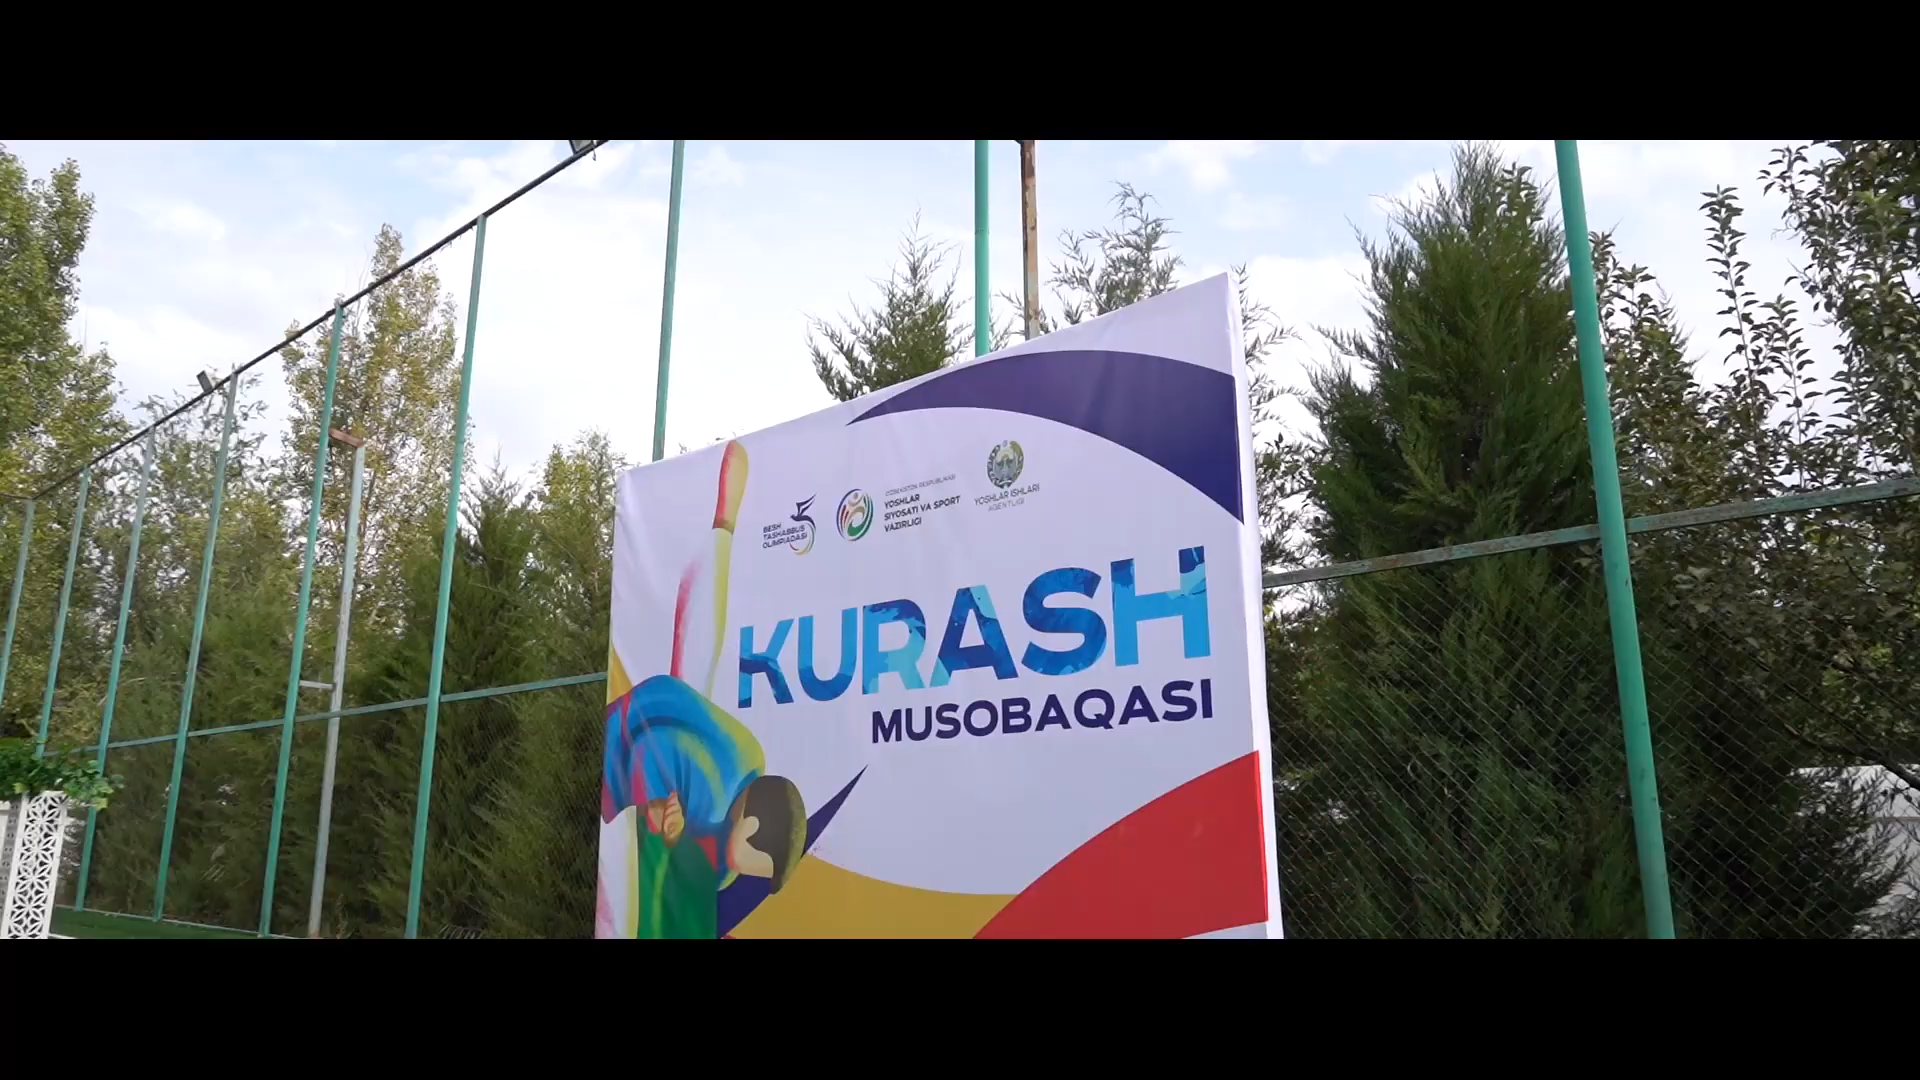 BESH
TASHABBUS
OLIMPIADASI
O'ZBEKISTON RESPUBLIKASI
YOSHLAR
SIYOSATI VA SPORT
VAZIRLIGI
YOSHLAR ISHLARI
AGENTLIGI
KURASH
MUSOBAQASI